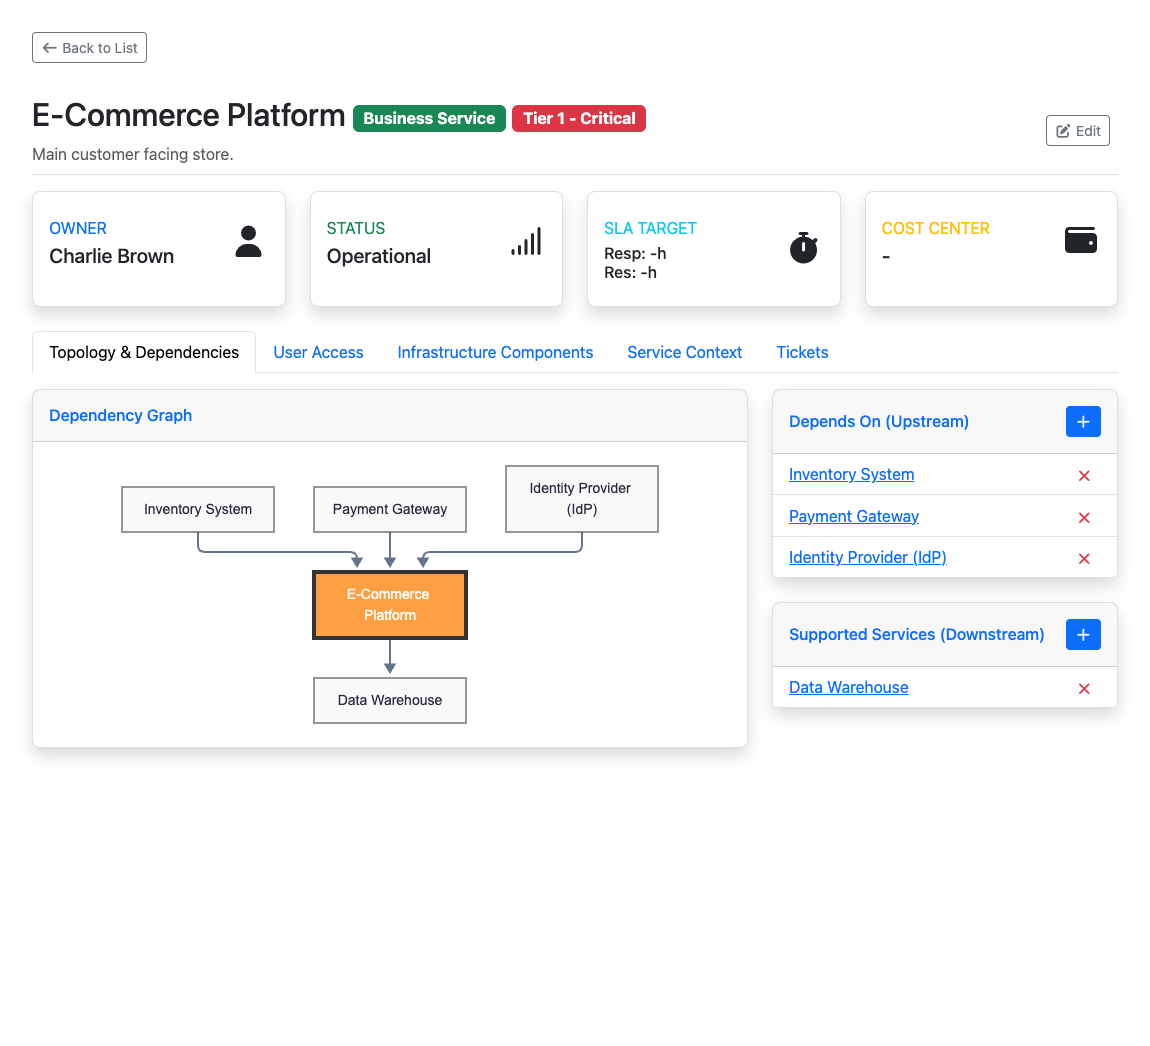 Back to List
E-Commerce Platform Business Service Tier 1 - Critical
Edit
Main customer facing store.
OWNER
Charlie Brown
STATUS
Operational
SLA TARGET
Resp: -h
Res: -h
COST CENTER
-
Topology & Dependencies User Access Infrastructure Components Service Context Tickets
Dependency Graph
Inventory System
Payment Gateway
Identity Provider
(IdP)
E-Commerce
Platform
Data Warehouse
Depends On (Upstream)
Inventory System
Payment Gateway
Identity Provider (IdP)
Supported Services (Downstream)
Data Warehouse